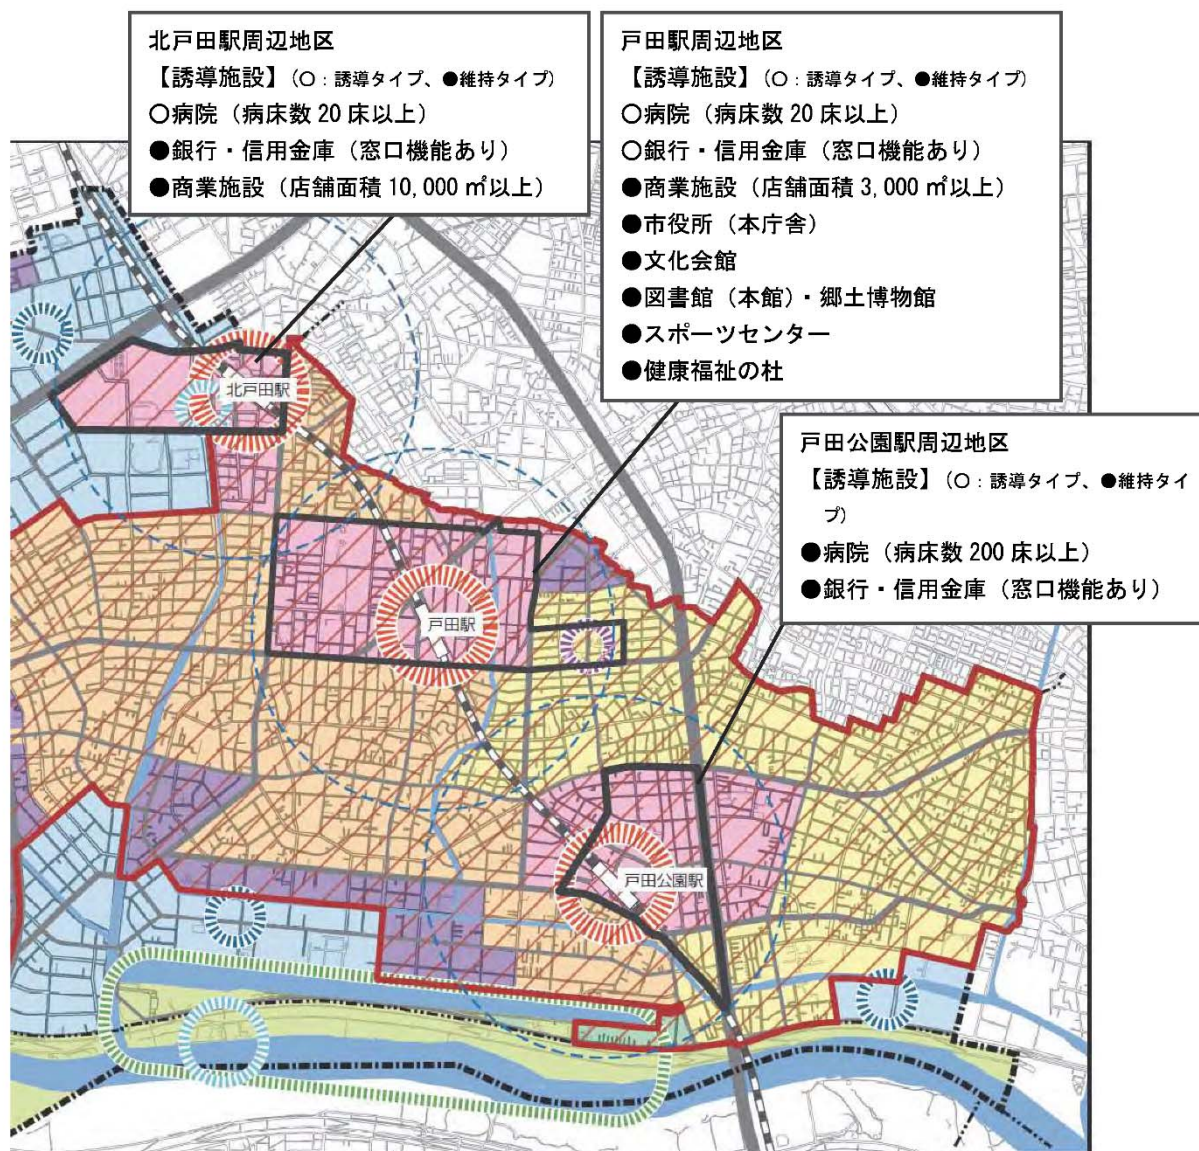 北戸田駅周辺地区
【誘導施設】（○：誘導タイプ、●維持タイプ）
○病院（病床数 20 床以上）
●銀行・信用金庫（窓口機能あり）
●商業施設（店舗面積 10,000 ㎡以上）
戸田駅周辺地区
【誘導施設】（○：誘導タイプ、●維持タイプ）
○病院（病床数 20 床以上）
○銀行・信用金庫（窓口機能あり）
●商業施設（店舗面積 3,000 ㎡以上）
●市役所（本庁舎）
●文化会館
●図書館（本館）・郷土博物館
●スポーツセンター
●健康福祉の杜
戸田公園駅周辺地区
【誘導施設】（○：誘導タイプ、●維持タイ
プ）
●病院（病床数 200 床以上）
●銀行・信用金庫（窓口機能あり）
北戸田駅
戸田駅
戸田公園駅